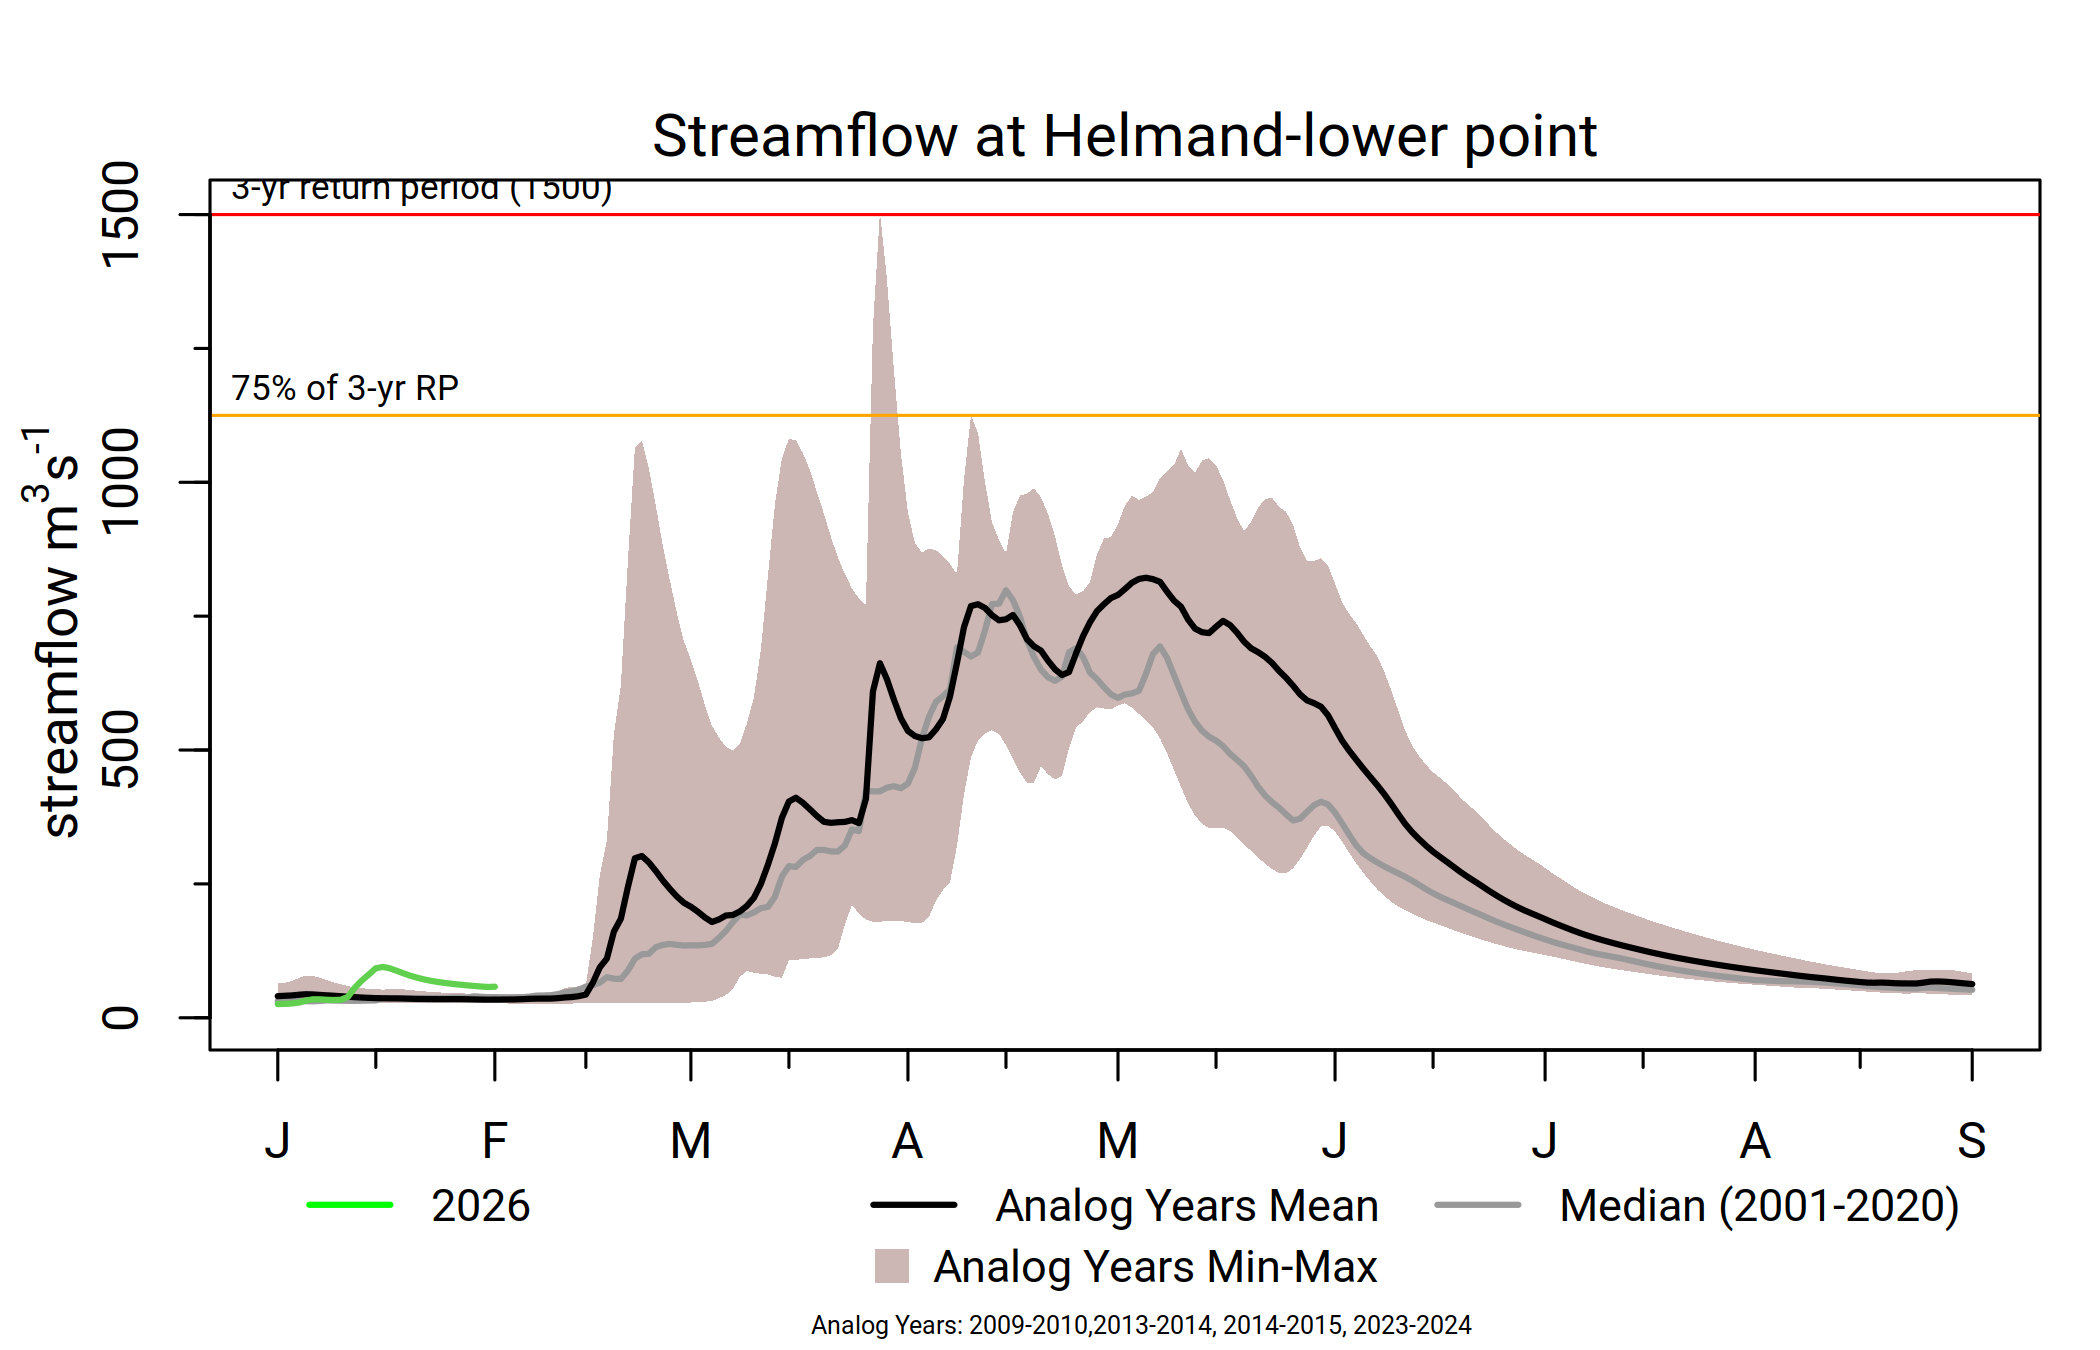 Streamflow at Helmand-lower point
3-yr return period (1500)
75% of 3-yr RP
streamflow m3s-1
1500
1000
500
0
J F M A M J J A S
2026 Analog Years Mean Median (2001-2020)
Analog Years Min-Max
Analog Years: 2009-2010,2013-2014, 2014-2015, 2023-2024